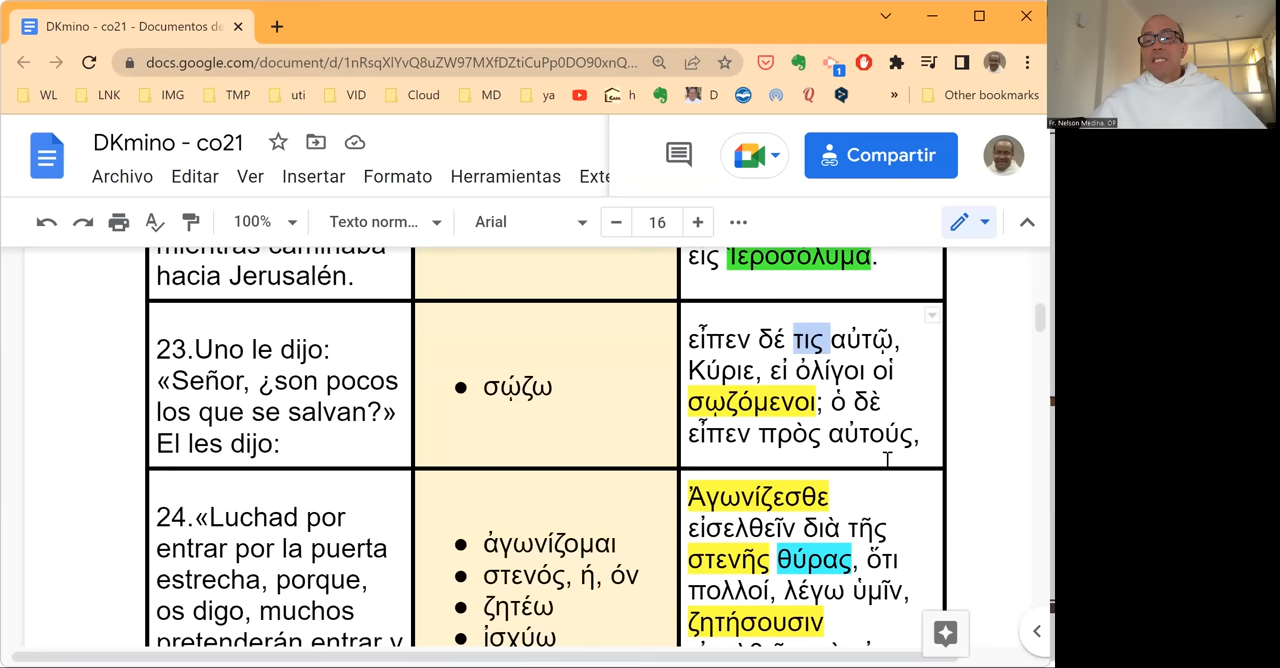 DKmino - co21 - Documentos de
docs.google.com/document/d/1nRsqXlYvQ8uZW97MXfDZtiCuPp0DO90xnQ...
WL LNK IMG TMP uti VID Cloud MD ya h D » Other bookmarks
Fr. Nelson Medina, OP
DKmino - co21
Compartir
Archivo Editar Ver Insertar Formato Herramientas Exte
100% Texto norm... Arial 16
mientras caminaba
hacia Jerusalén.
εἰς Ἱεροσόλυμα.
23.Uno le dijo:
«Señor, ¿son pocos
los que se salvan?»
El les dijo:
● σῴζω
εἶπεν δέ τις αὐτῷ,
Κύριε, εἰ ὀλίγοι οἱ
σῳζόμενοι; ὁ δὲ
εἶπεν πρὸς αὐτούς,
24.«Luchad por
entrar por la puerta
estrecha, porque,
os digo, muchos
pretenderán entrar y
● ἀγωνίζομαι
● στενός, ή, όν
● ζητέω
● ἰσχύω
Ἀγωνίζεσθε
εἰσελθεῖν διὰ τῆς
στενῆς θύρας, ὅτι
πολλοί, λέγω ὑμῖν,
ζητήσουσιν